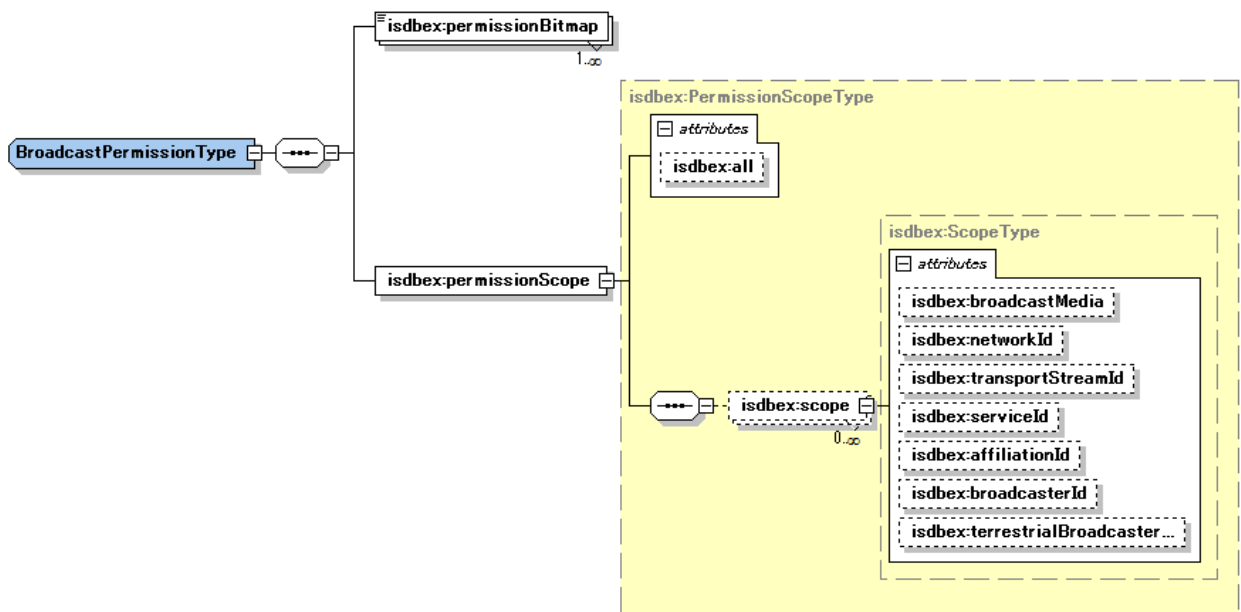 isdbex:permissionBitmap
1..∞
isdbex:PermissionScopeType
attributes
isdbex:all
BroadcastPermissionType
isdbex:permissionScope
isdbex:ScopeType
attributes
isdbex:broadcastMedia
isdbex:networkId
isdbex:transportStreamId
isdbex:scope
0..∞
isdbex:serviceId
isdbex:affiliationId
isdbex:broadcasterId
isdbex:terrestrialBroadcaster...